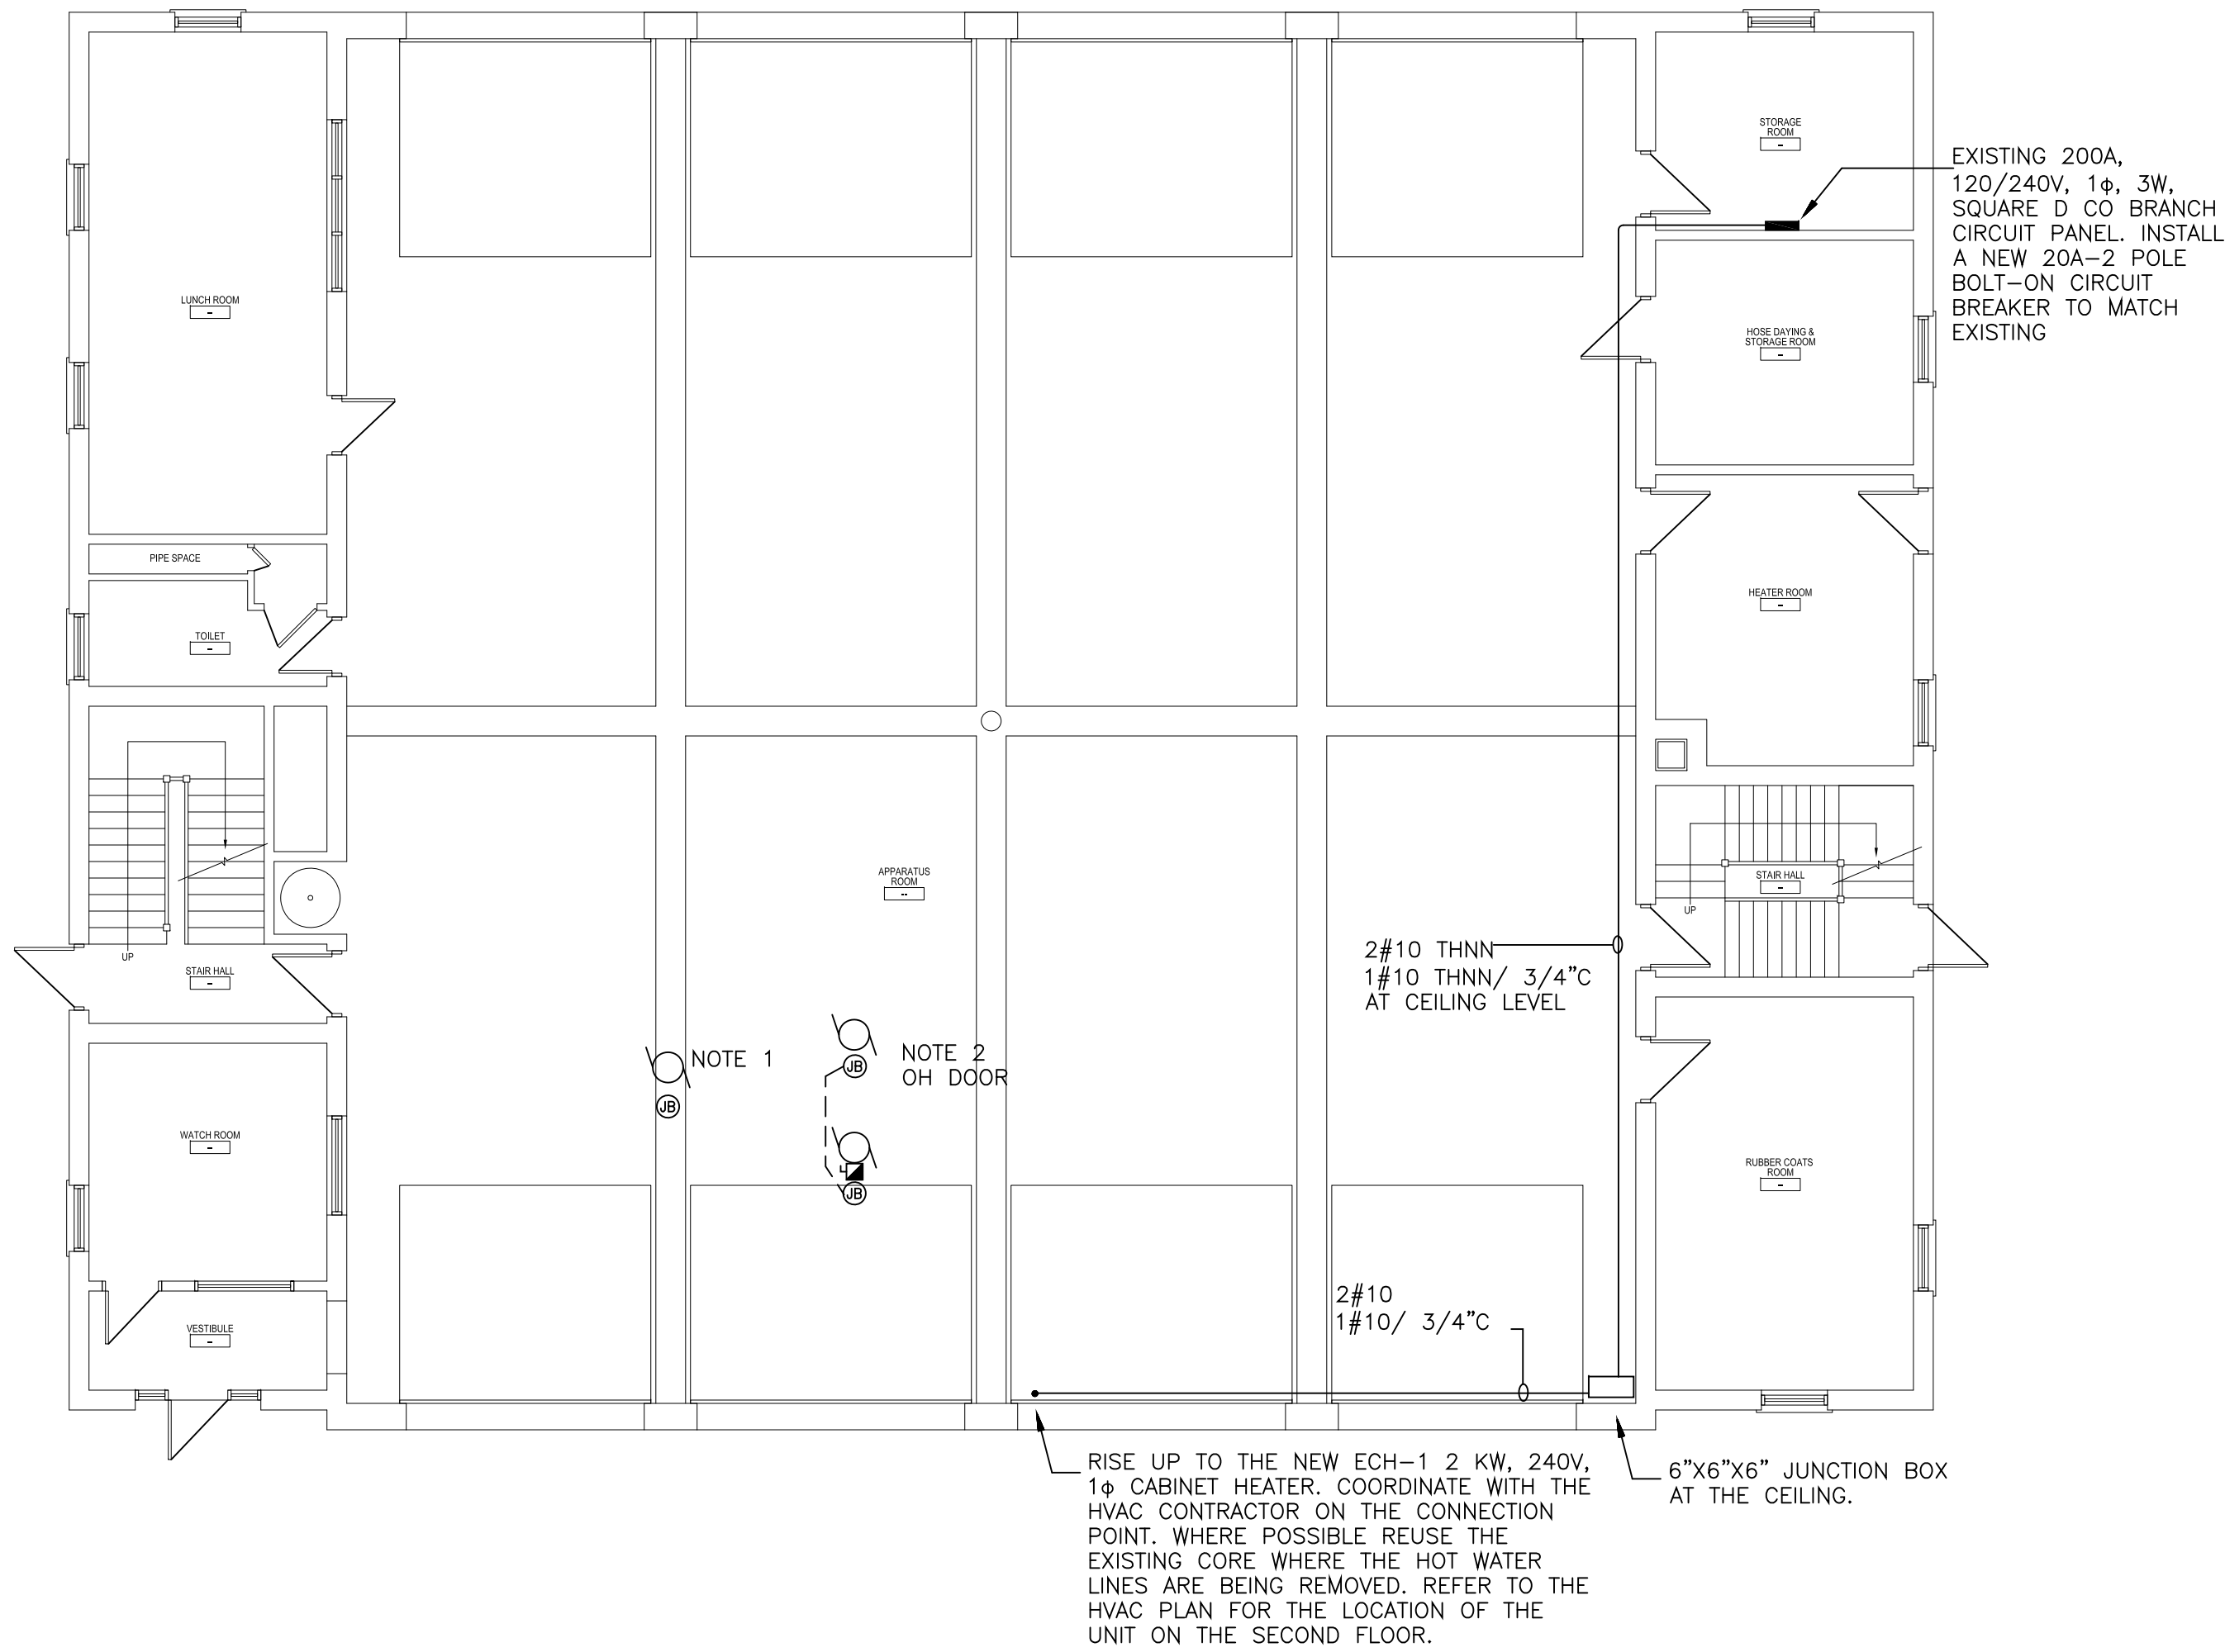 STORAGE
ROOM
-
EXISTING 200A,
120/240V, 1ϕ, 3W,
SQUARE D CO BRANCH
CIRCUIT PANEL. INSTALL
A NEW 20A-2 POLE
BOLT-ON CIRCUIT
BREAKER TO MATCH
EXISTING
LUNCH ROOM
-
HOSE DAYING &
STORAGE ROOM
-
PIPE SPACE
HEATER ROOM
-
TOILET
-
APPARATUS
ROOM
--
STAIR HALL
-
UP
UP
STAIR HALL
-
2#10 THNN
1#10 THNN/ 3/4"C
AT CEILING LEVEL
NOTE 1
JB
NOTE 2
OH DOOR
JB
JB
WATCH ROOM
-
RUBBER COATS
ROOM
-
VESTIBULE
-
2#10
1#10/ 3/4"C
RISE UP TO THE NEW ECH-1 2 KW, 240V,
1ϕ CABINET HEATER. COORDINATE WITH THE
HVAC CONTRACTOR ON THE CONNECTION
POINT. WHERE POSSIBLE REUSE THE
EXISTING CORE WHERE THE HOT WATER
LINES ARE BEING REMOVED. REFER TO THE
HVAC PLAN FOR THE LOCATION OF THE
UNIT ON THE SECOND FLOOR.
6"X6"X6" JUNCTION BOX
AT THE CEILING.